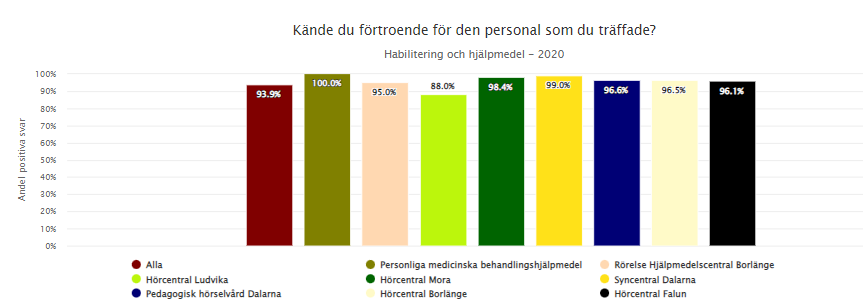 Kände du förtroende för den personal som du träffade?
Habilitering och hjälpmedel - 2020
Andel positiva svar
100%
90%
80%
70%
60%
50%
40%
30%
20%
10%
0%
93.9% 100.0% 95.0% 88.0% 98.4% 99.0% 96.6% 96.5% 96.1%
Alla Personliga medicinska behandlingshjälpmedel Rörelse Hjälpmedelscentral Borlänge
Hörcentral Ludvika Hörcentral Mora Syncentral Dalarna
Pedagogisk hörselvård Dalarna Hörcentral Borlänge Hörcentral Falun